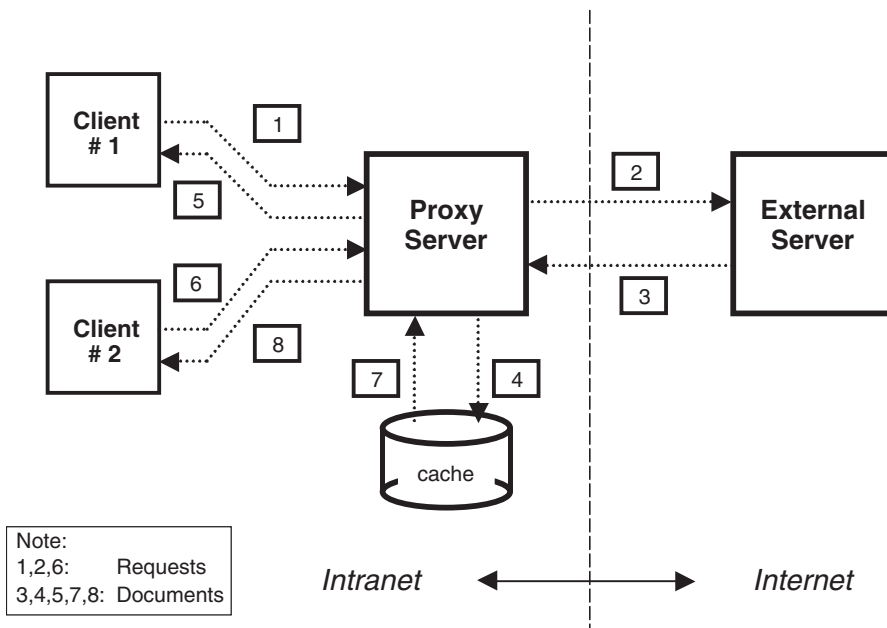 Client
# 1
1
5
Proxy
Server
2
3
External
Server
6
8
Client
# 2
7
4
cache
Note:
1,2,6: Requests
3,4,5,7,8: Documents
Intranet
Internet